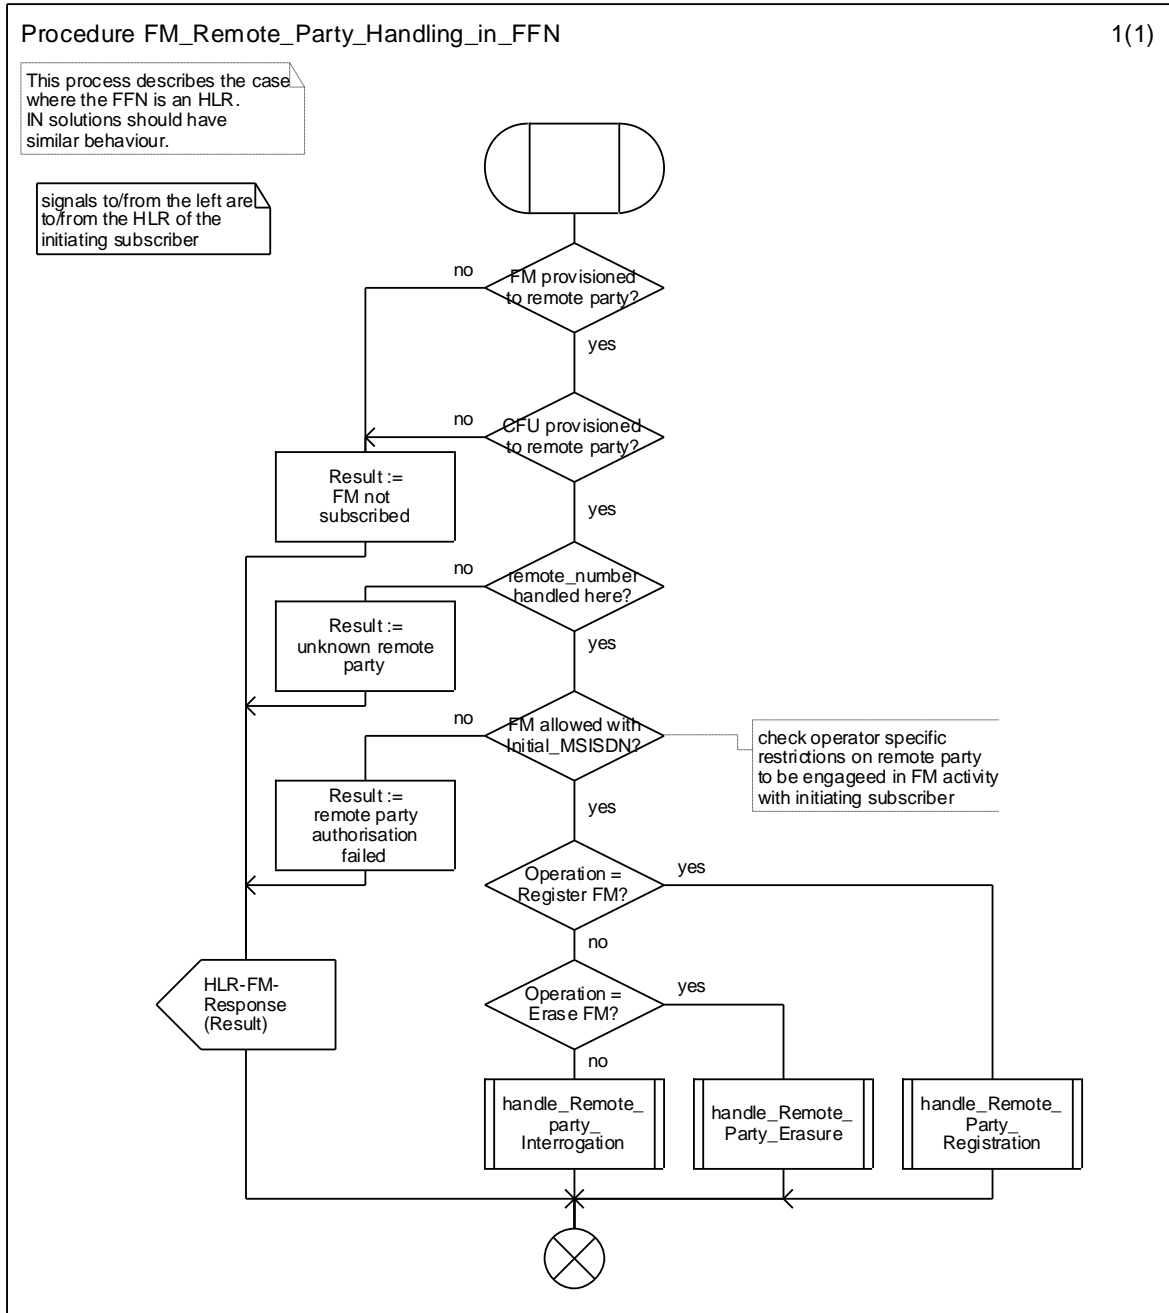 Procedure FM_Remote_Party_Handling_in_FFN
1(1)
This process describes the case
where the FFN is an HLR.
IN solutions should have
similar behaviour.
signals to/from the left are
to/from the HLR of the
initiating subscriber
no
FM provisioned
to remote party?
yes
no
CFU provisioned
to remote party?
Result :=
FM not
subscribed
yes
no
remote_number
handled here?
Result :=
unknown remote
party
yes
no
FM allowed with
Initial_MSISDN?
check operator specific
restrictions on remote party
to be engageed in FM activity
with initiating subscriber
Result :=
remote party
authorisation
failed
yes
Operation =
Register FM?
yes
no
HLR-FM-
Response
(Result)
Operation =
Erase FM?
yes
no
handle_Remote_
party_
Interrogation
handle_Remote_
Party_Erasure
handle_Remote_
Party_
Registration